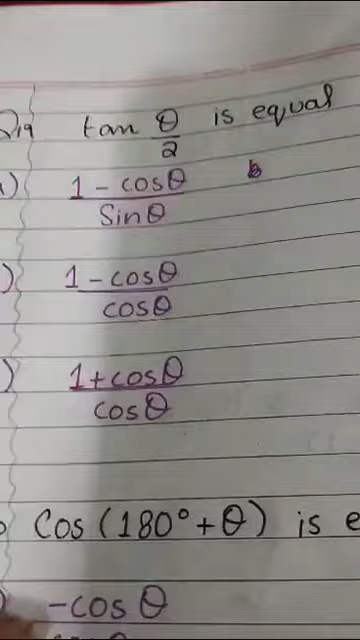 Q19 tan θ/2 is equal
a) 1 - cosθ / Sinθ
) 1 - cosθ / cosθ
) 1 + cosθ / cosθ
Cos (180° + θ) is e
) -cos θ